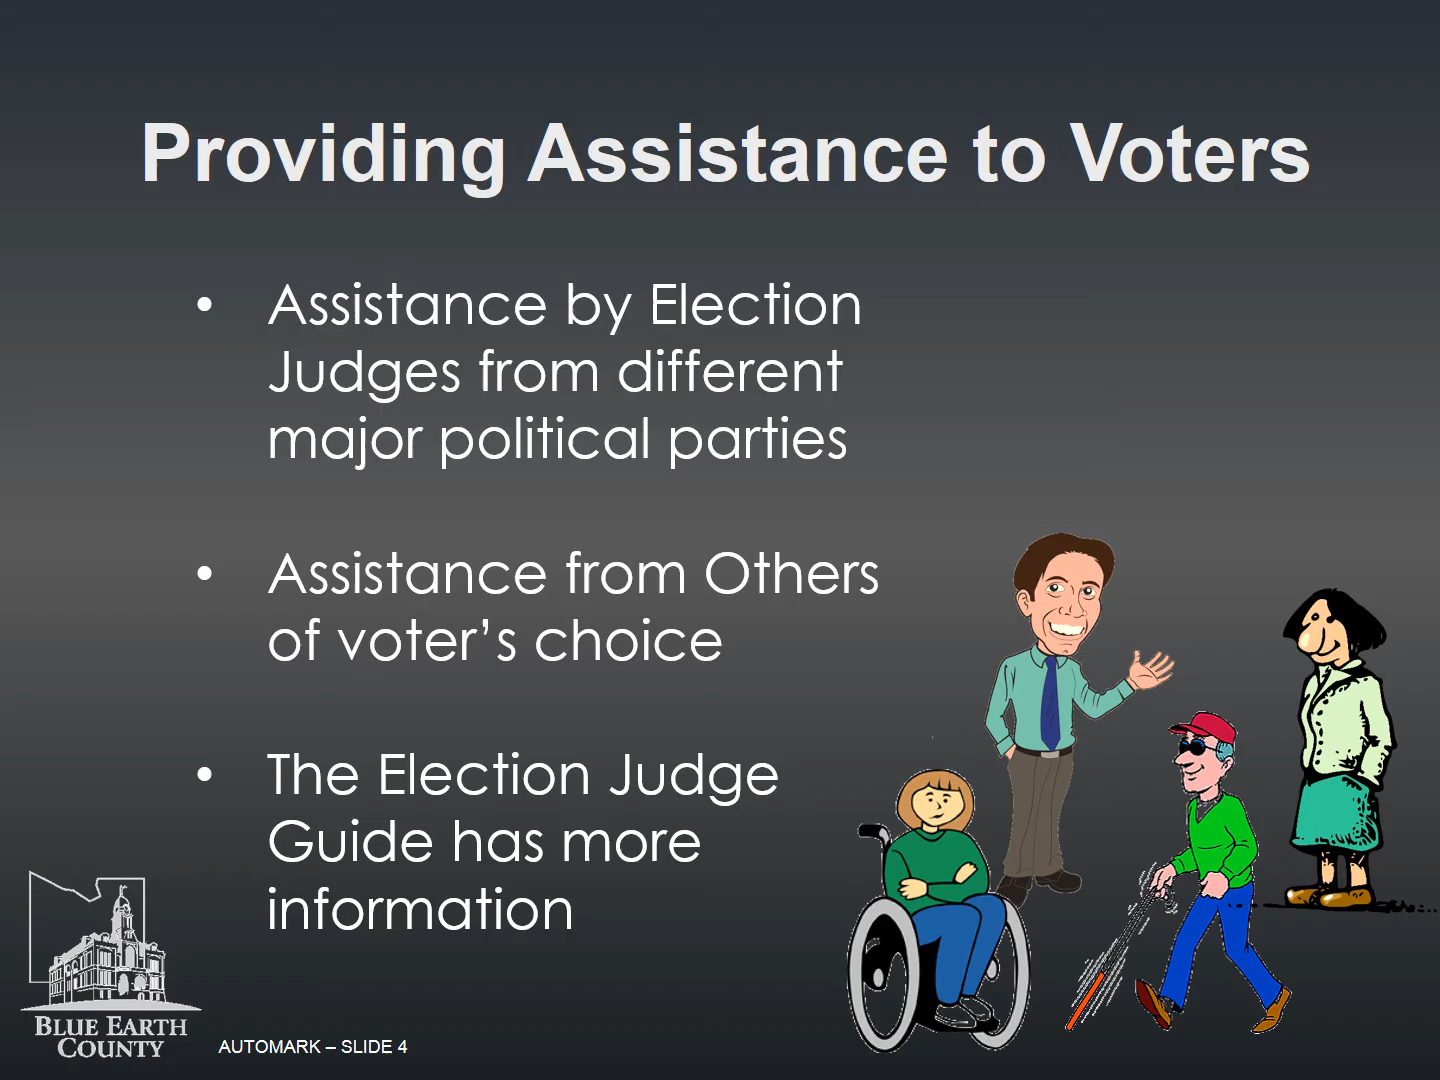 Providing Assistance to Voters
• Assistance by Election
Judges from different
major political parties
• Assistance from Others
of voter’s choice
• The Election Judge
Guide has more
information
BLUE EARTH
COUNTY
AUTOMARK – SLIDE 4